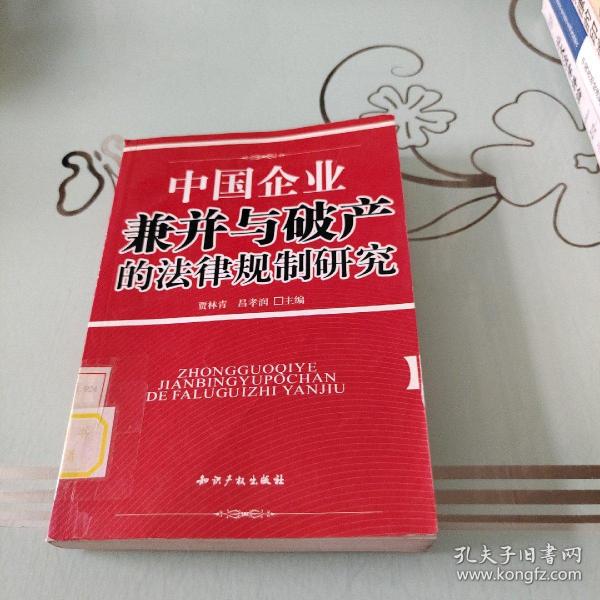 中国企业
兼并与破产
的法律规制研究
贾林青 吕孝润 □主编
ZHONGGUOQIYE
JIANBINGYUPOCHAN
DE FALUGUIZHI YANJIU
知识产权出版社
孔夫子旧书网
www.kongfz.com